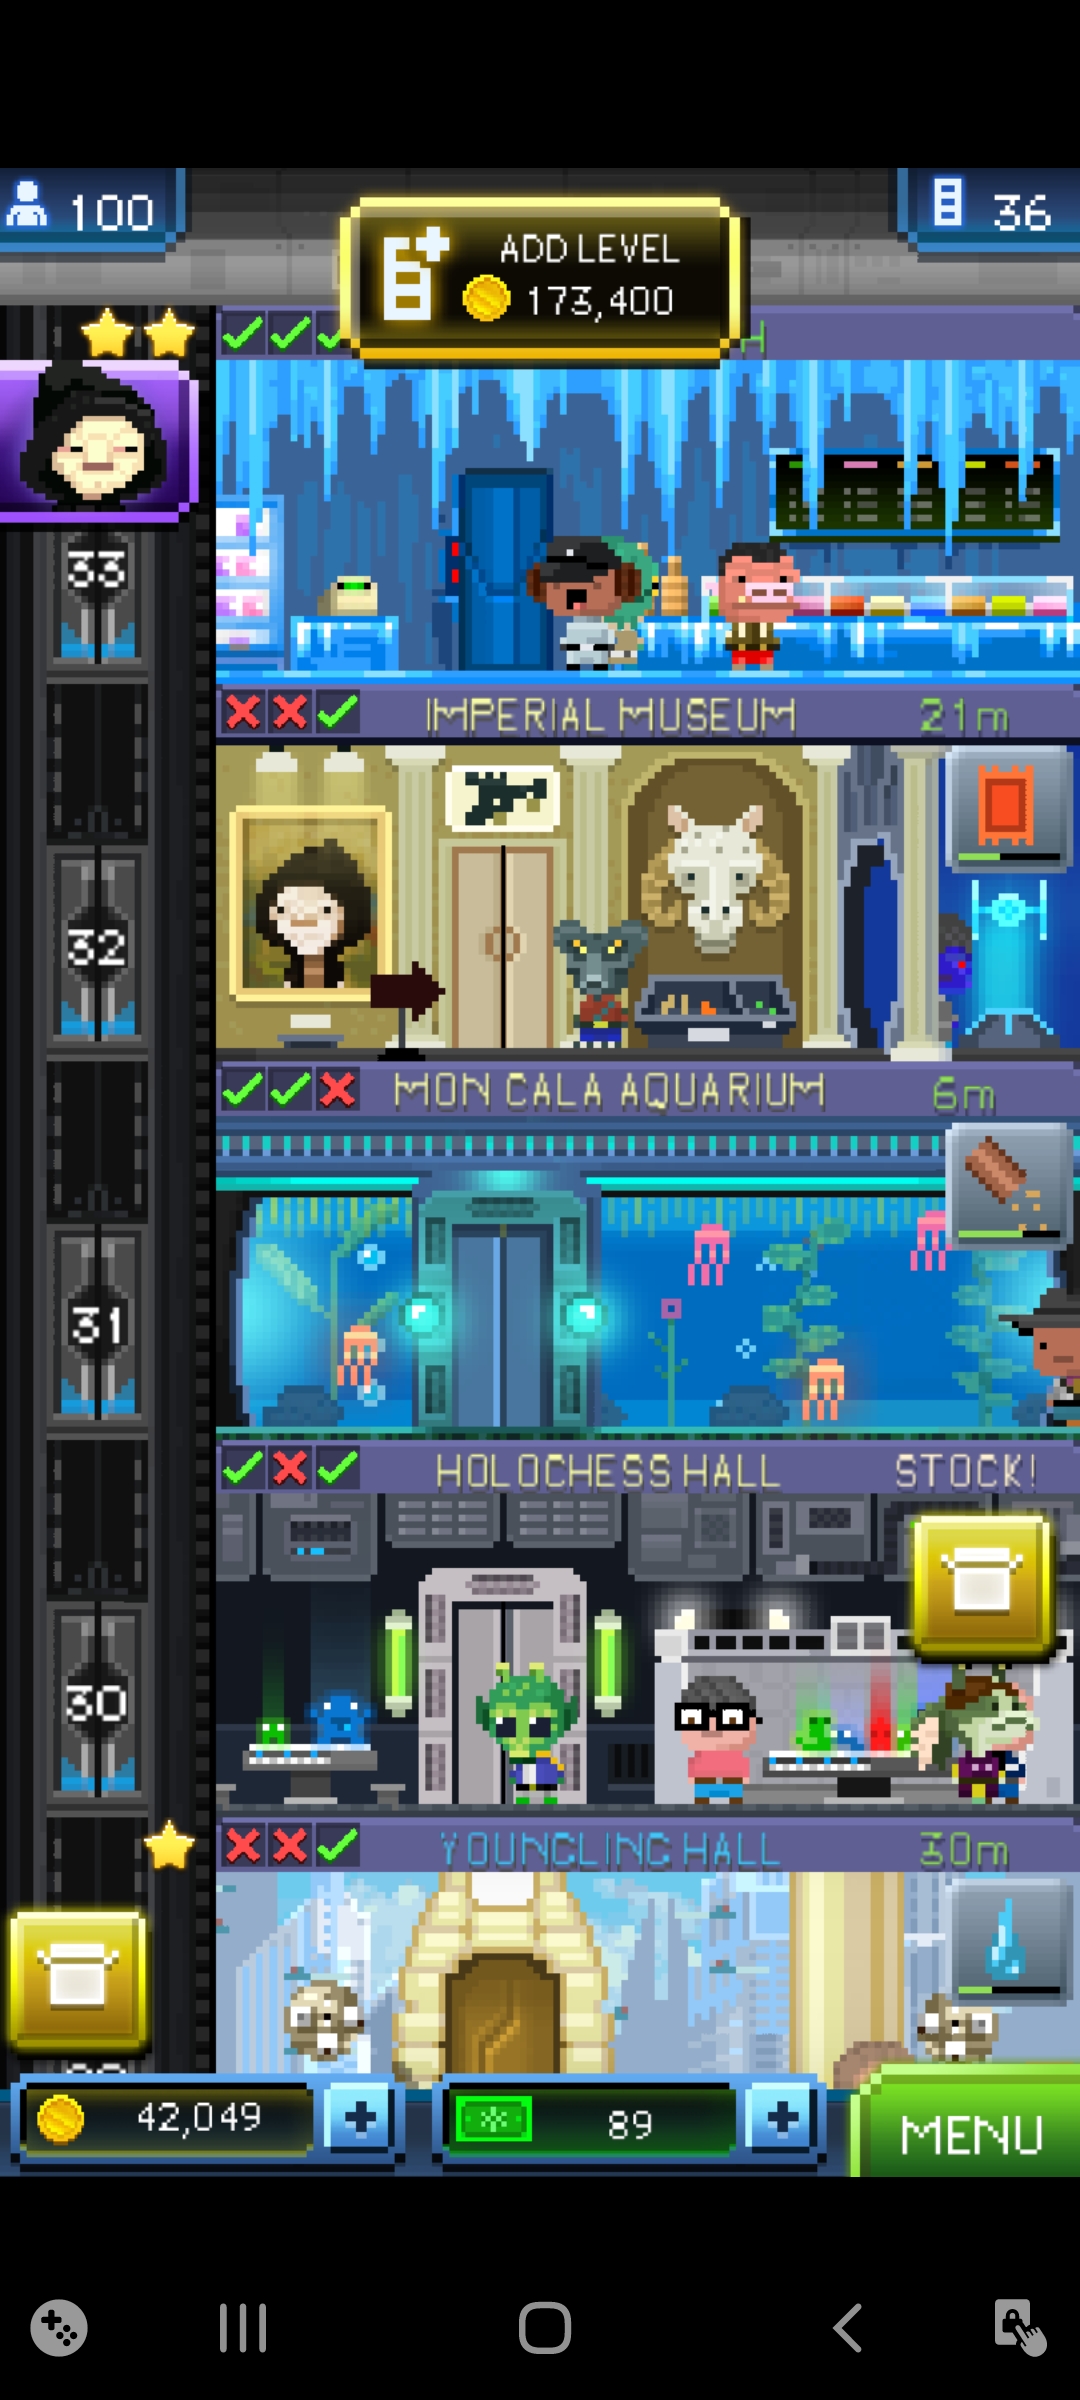 100
ADD LEVEL
173,400
36
33
IMPERIAL MUSEUM 21m
32
MON CALA AQUARIUM 6m
31
HOLOCHESS HALL STOCK!
30
YOUNGLING HALL 30m
42,049
89
MENU